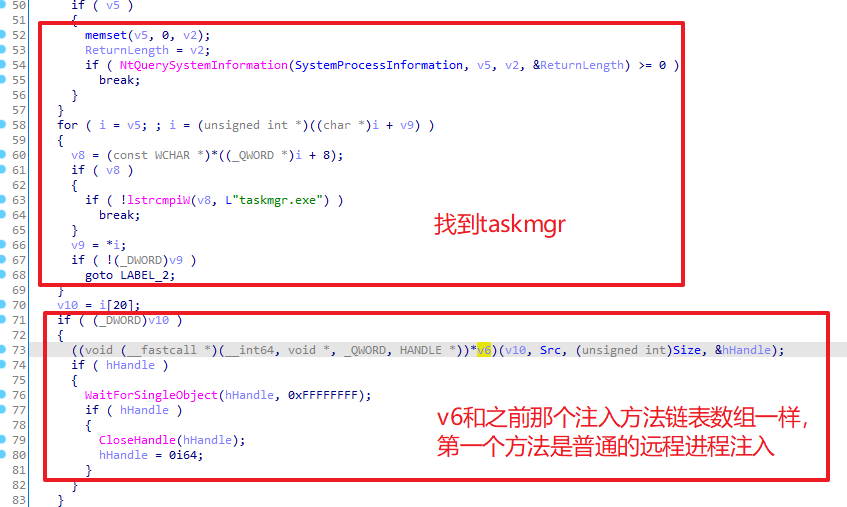 50 if ( v5 )
51 {
52 memset(v5, 0, v2);
53 ReturnLength = v2;
54 if ( NtQuerySystemInformation(SystemProcessInformation, v5, v2, &ReturnLength) >= 0 )
55 break;
56 }
57 }
58 for ( i = v5; ; i = (unsigned int *)((char *)i + v9) )
59 {
60 v8 = (const WCHAR *)*((_QWORD *)i + 8);
61 if ( v8 )
62 {
63 if ( !lstrcmpiW(v8, L"taskmgr.exe") )
64 break;
65 }
66 v9 = *i;
67 if ( !(_DWORD)v9 )
68 goto LABEL_2;
69 }
找到taskmgr
70 v10 = i[20];
71 if ( (_DWORD)v10 )
72 {
73 ((void (__fastcall *)(__int64, void *, _QWORD, HANDLE *))*v6)(v10, Src, (unsigned int)Size, &hHandle);
74 if ( hHandle )
75 {
76 WaitForSingleObject(hHandle, 0xFFFFFFFF);
77 if ( hHandle )
78 {
79 CloseHandle(hHandle);
80 hHandle = 0i64;
81 }
82 }
83 }
v6和之前那个注入方法链表数组一样，
第一个方法是普通的远程进程注入